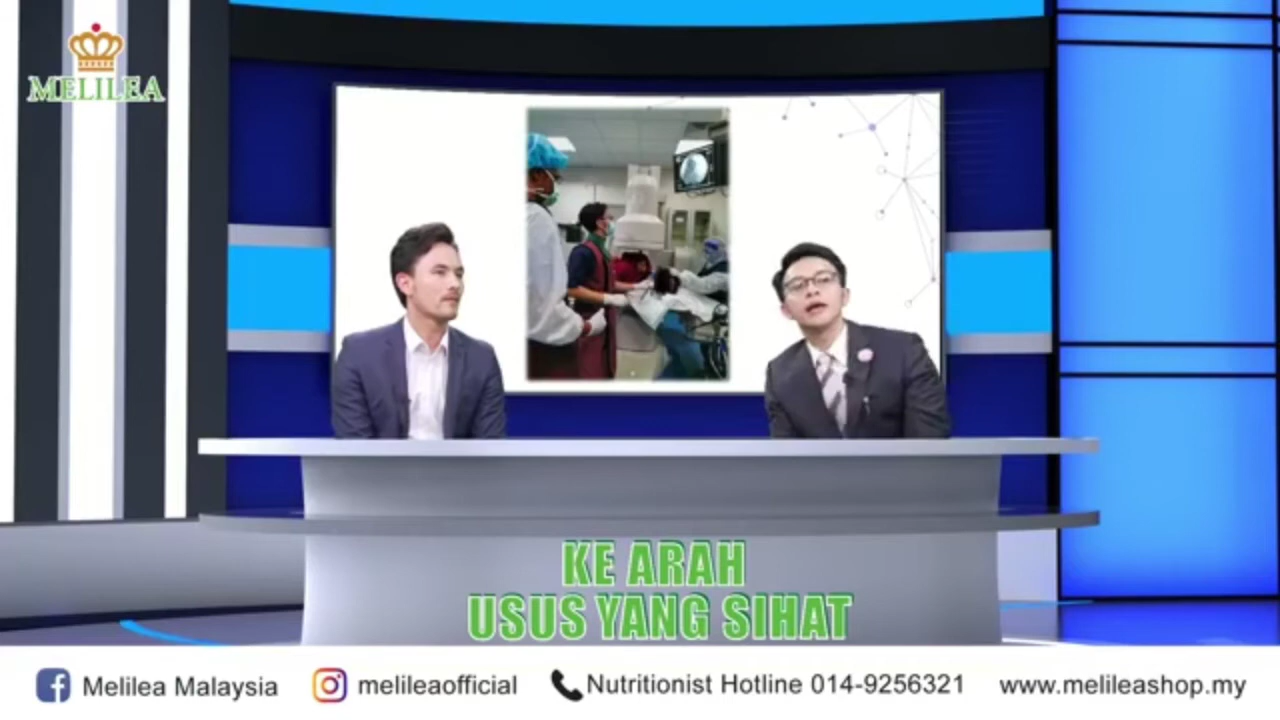 MELILEA
KE ARAH
USUS YANG SIHAT
Melilea Malaysia
melileaofficial
Nutritionist Hotline 014-9256321
www.melileashop.my